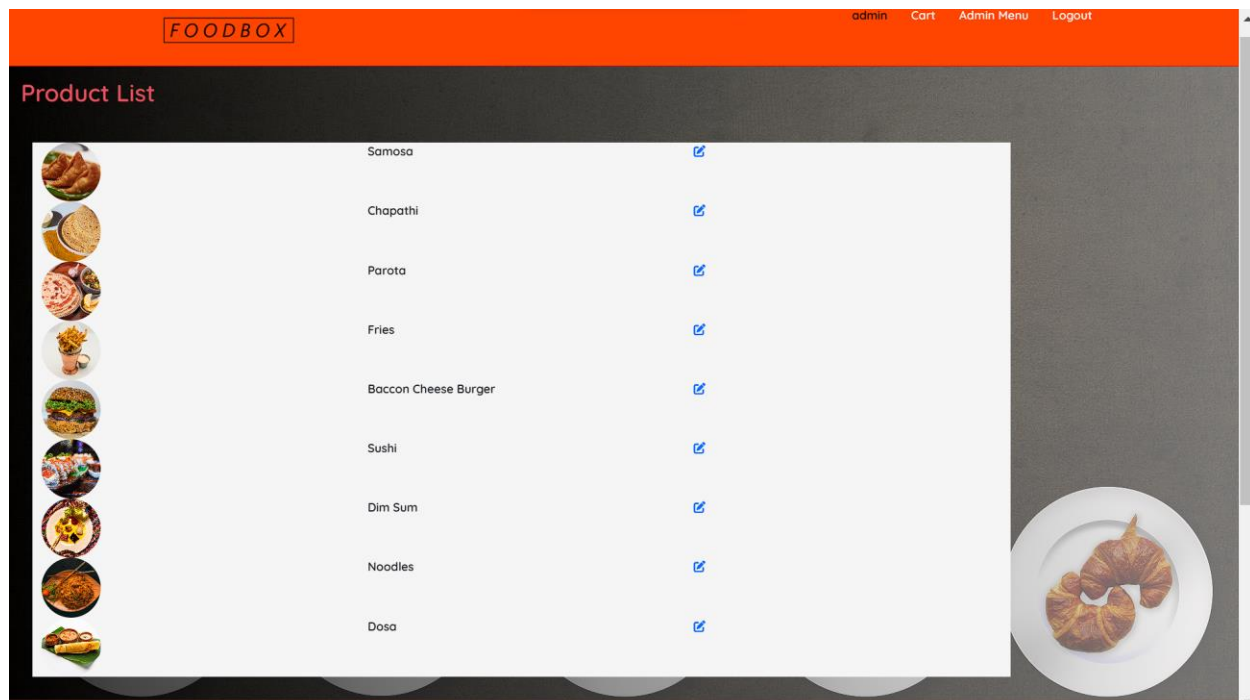 FOODBOX
admin Cart Admin Menu Logout
Product List
Samosa
Chapathi
Parota
Fries
Baccon Cheese Burger
Sushi
Dim Sum
Noodles
Dosa